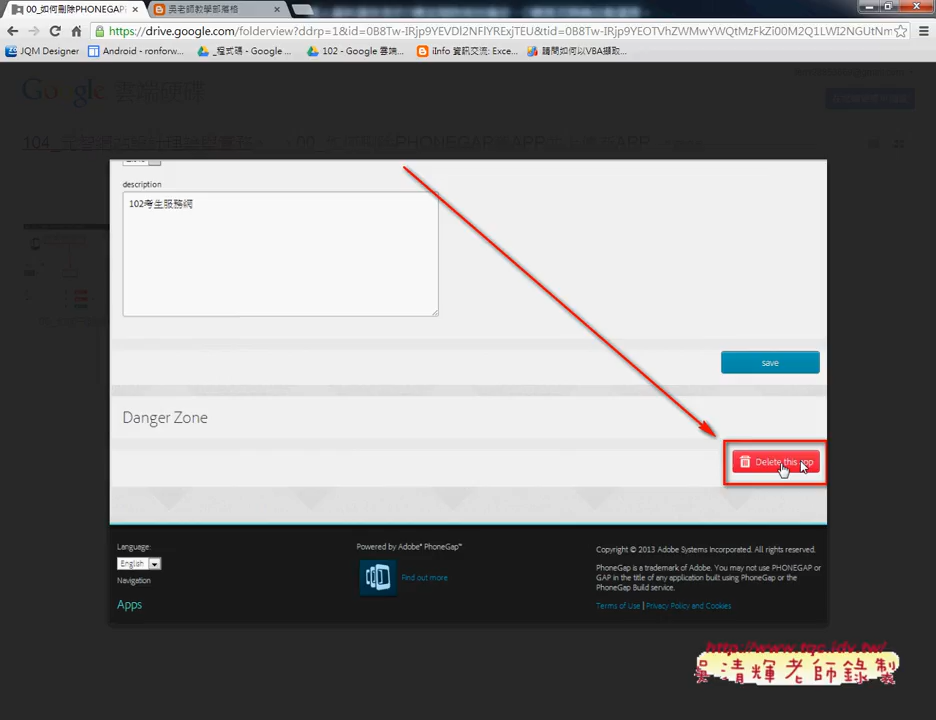 00_如何刪除PHONEGAP
吳老師教學部落格
https://drive.google.com/folderview?ddrp=1&id=0B8Tw-IRjp9YEVDl2NFlYRExjTEU&tid=0B8Tw-IRjp9YEOTVhZWMwYWQtMzFkZi00M2Q1LWI2NGUtNm
JQM Designer
Android - ronforw...
_程式碼 - Google ...
102 - Google 雲端...
iInfo 資訊交流: Exce...
請問如何以VBA擷取...
Google 雲端硬碟
description
102考生服務網
save
Danger Zone
Delete this app
Language:
English
Navigation
Apps
Powered by Adobe® PhoneGap™
Find out more
Copyright © 2013 Adobe Systems Incorporated. All rights reserved.
PhoneGap is a trademark of Adobe. You may not use PHONEGAP or
GAP in the title of any application built using PhoneGap or the
PhoneGap Build service.
Terms of Use | Privacy Policy and Cookies
http://www.tqc.idv.tw/
吳清輝老師錄製